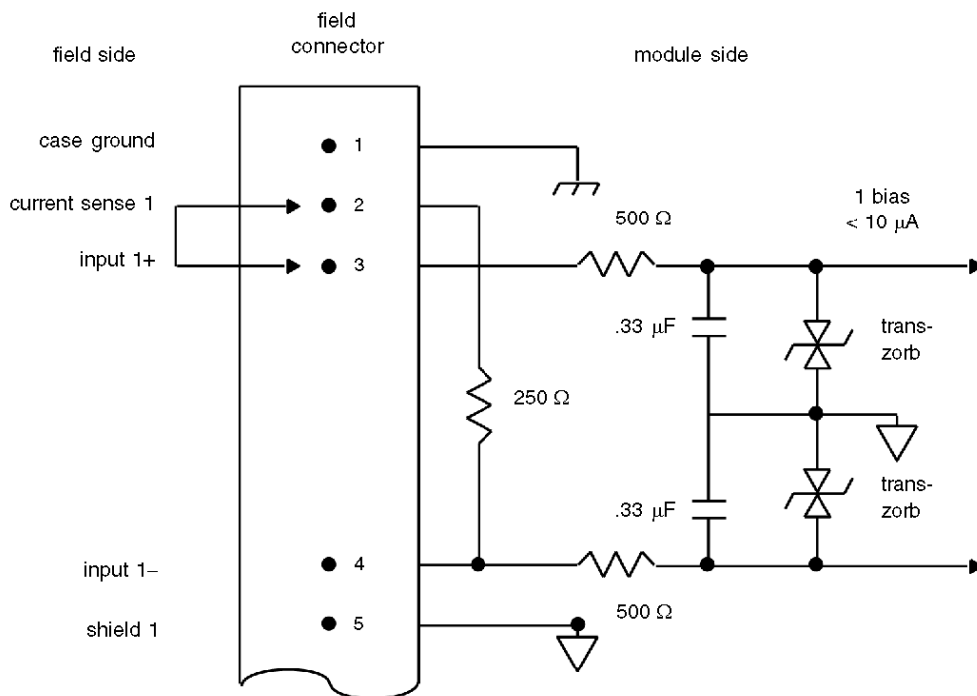 field
connector
field side
module side
case ground
1
current sense 1
2
500 Ω
1 bias
< 10 μA
input 1+
3
.33 μF
trans-
zorb
250 Ω
.33 μF
trans-
zorb
input 1–
4
500 Ω
shield 1
5